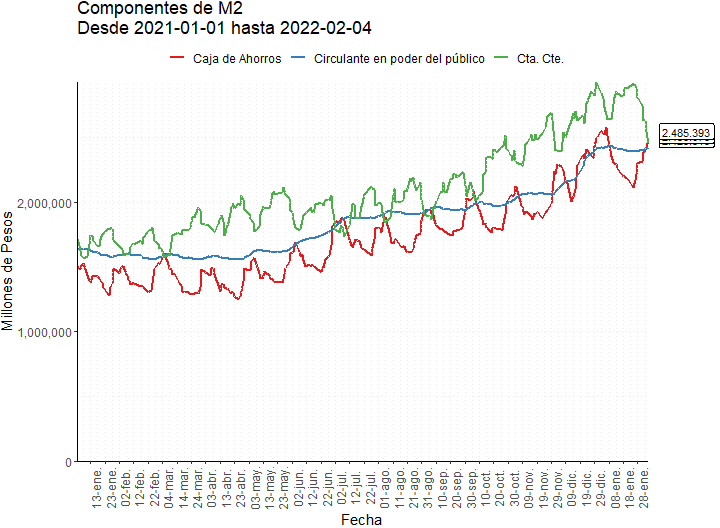 Componentes de M2
Desde 2021-01-01 hasta 2022-02-04
Caja de Ahorros
Circulante en poder del público
Cta. Cte.
2.485.393
2,000,000
1,000,000
0
Millones de Pesos
13-ene.
23-ene.
02-feb.
12-feb.
22-feb.
04-mar.
14-mar.
24-mar.
03-abr.
13-abr.
23-abr.
03-may.
13-may.
23-may.
02-jun.
12-jun.
22-jun.
02-jul.
12-jul.
22-jul.
01-ago.
11-ago.
21-ago.
31-ago.
10-sep.
20-sep.
30-sep.
10-oct.
20-oct.
30-oct.
09-nov.
19-nov.
29-nov.
09-dic.
19-dic.
29-dic.
08-ene.
18-ene.
28-ene.
Fecha